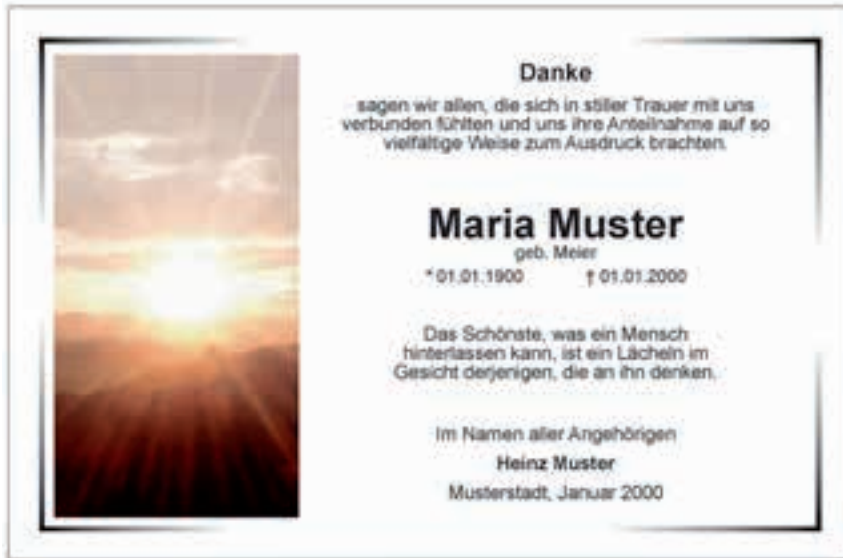 Danke
sagen wir allen, die sich in stiller Trauer mit uns
verbunden fühlten und uns ihre Anteilnahme auf so
vielfältige Weise zum Ausdruck brachten.
Maria Muster
geb. Meier
* 01.01.1900 † 01.01.2000
Das Schönste, was ein Mensch
hinterlassen kann, ist ein Lächeln im
Gesicht derjenigen, die an ihn denken.
Im Namen aller Angehörigen
Heinz Muster
Musterstadt, Januar 2000